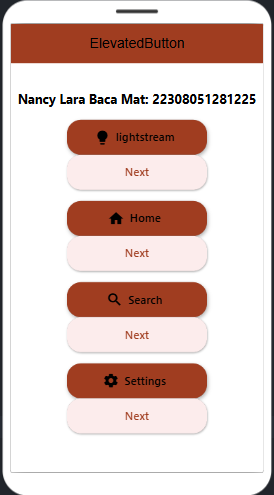 ElevatedButton
Nancy Lara Baca Mat: 22308051281225
lightstream
Next
Home
Next
Search
Next
Settings
Next